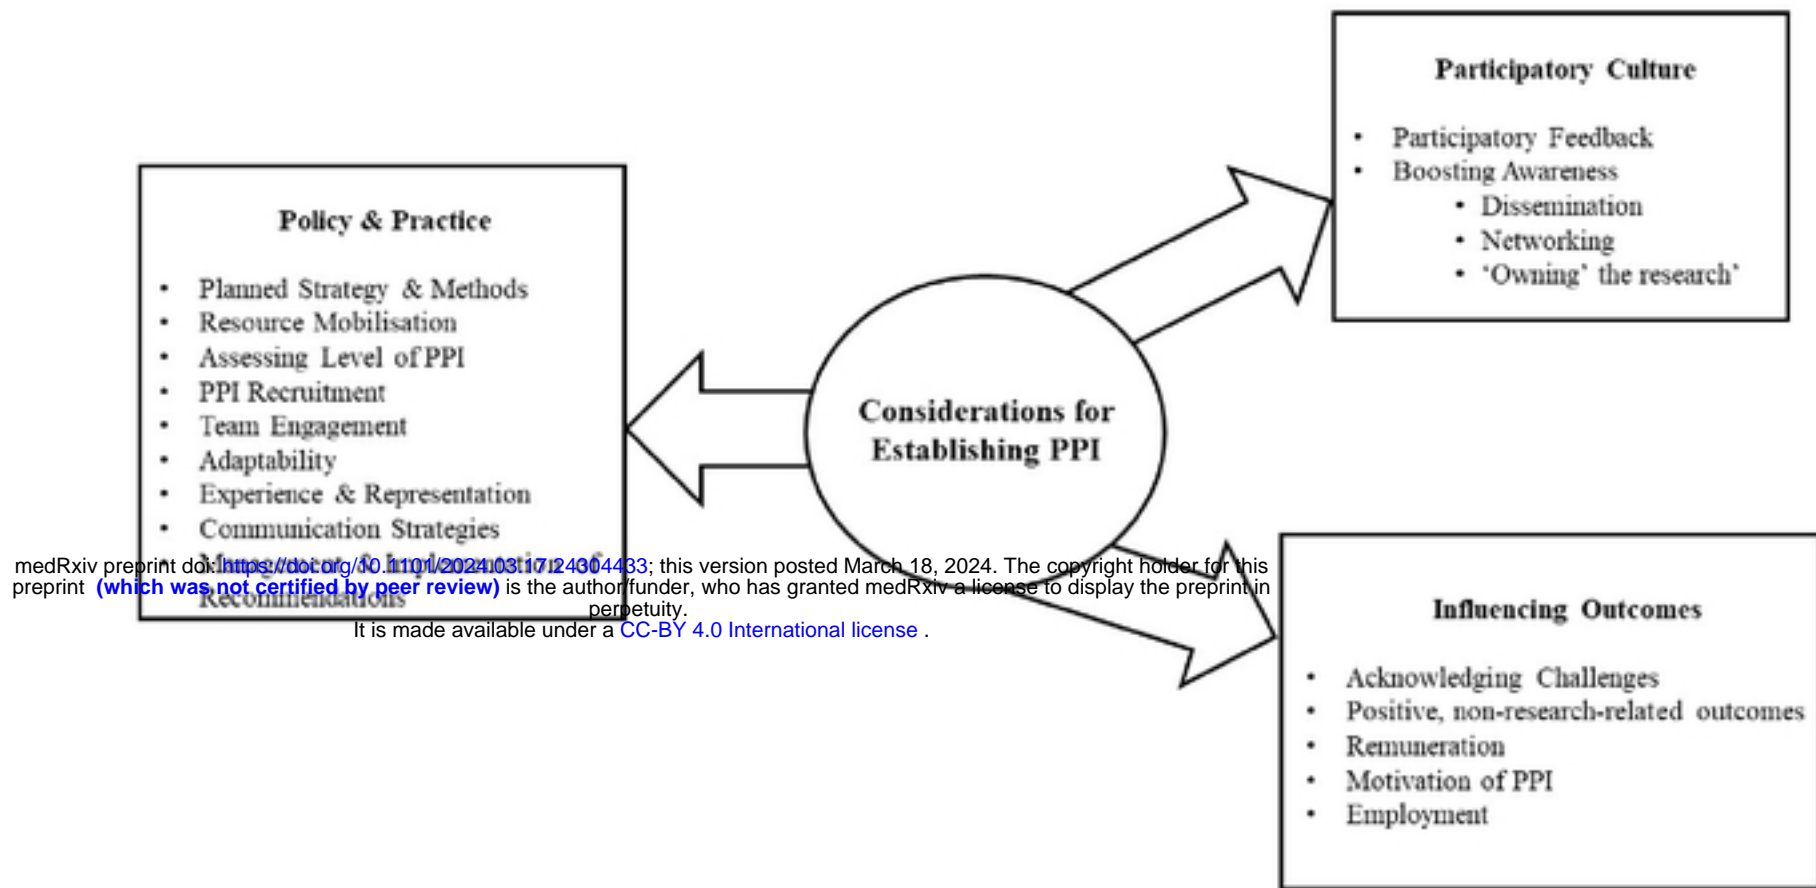 Participatory Culture
• Participatory Feedback
• Boosting Awareness
• Dissemination
• Networking
• ‘Owning’ the research’
Policy & Practice
• Planned Strategy & Methods
• Resource Mobilisation
• Assessing Level of PPI
• PPI Recruitment
• Team Engagement
• Adaptability
• Experience & Representation
• Communication Strategies
• Management & Implementation of
Recommendations
Considerations for
Establishing PPI
medRxiv preprint doi: https://doi.org/10.1101/2024.03.17.24304433; this version posted March 18, 2024. The copyright holder for this
preprint (which was not certified by peer review) is the author/funder, who has granted medRxiv a license to display the preprint in
perpetuity.
It is made available under a CC-BY 4.0 International license .
Influencing Outcomes
• Acknowledging Challenges
• Positive, non-research-related outcomes
• Remuneration
• Motivation of PPI
• Employment